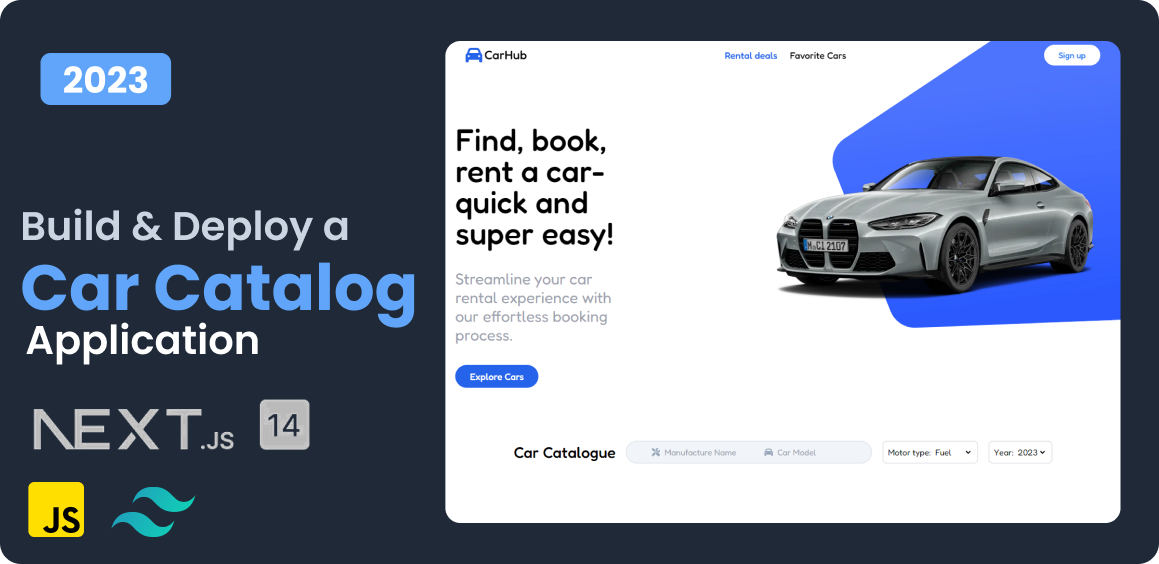 2023
Build & Deploy a
Car Catalog
Application
NEXT.JS 14
JS
CarHub
Rental deals Favorite Cars
Sign up
Find, book,
rent a car-
quick and
super easy!
Streamline your car
rental experience with
our effortless booking
process.
Explore Cars
M CI 2107
Car Catalogue
Manufacture Name Car Model
Motor type: Fuel
Year: 2023